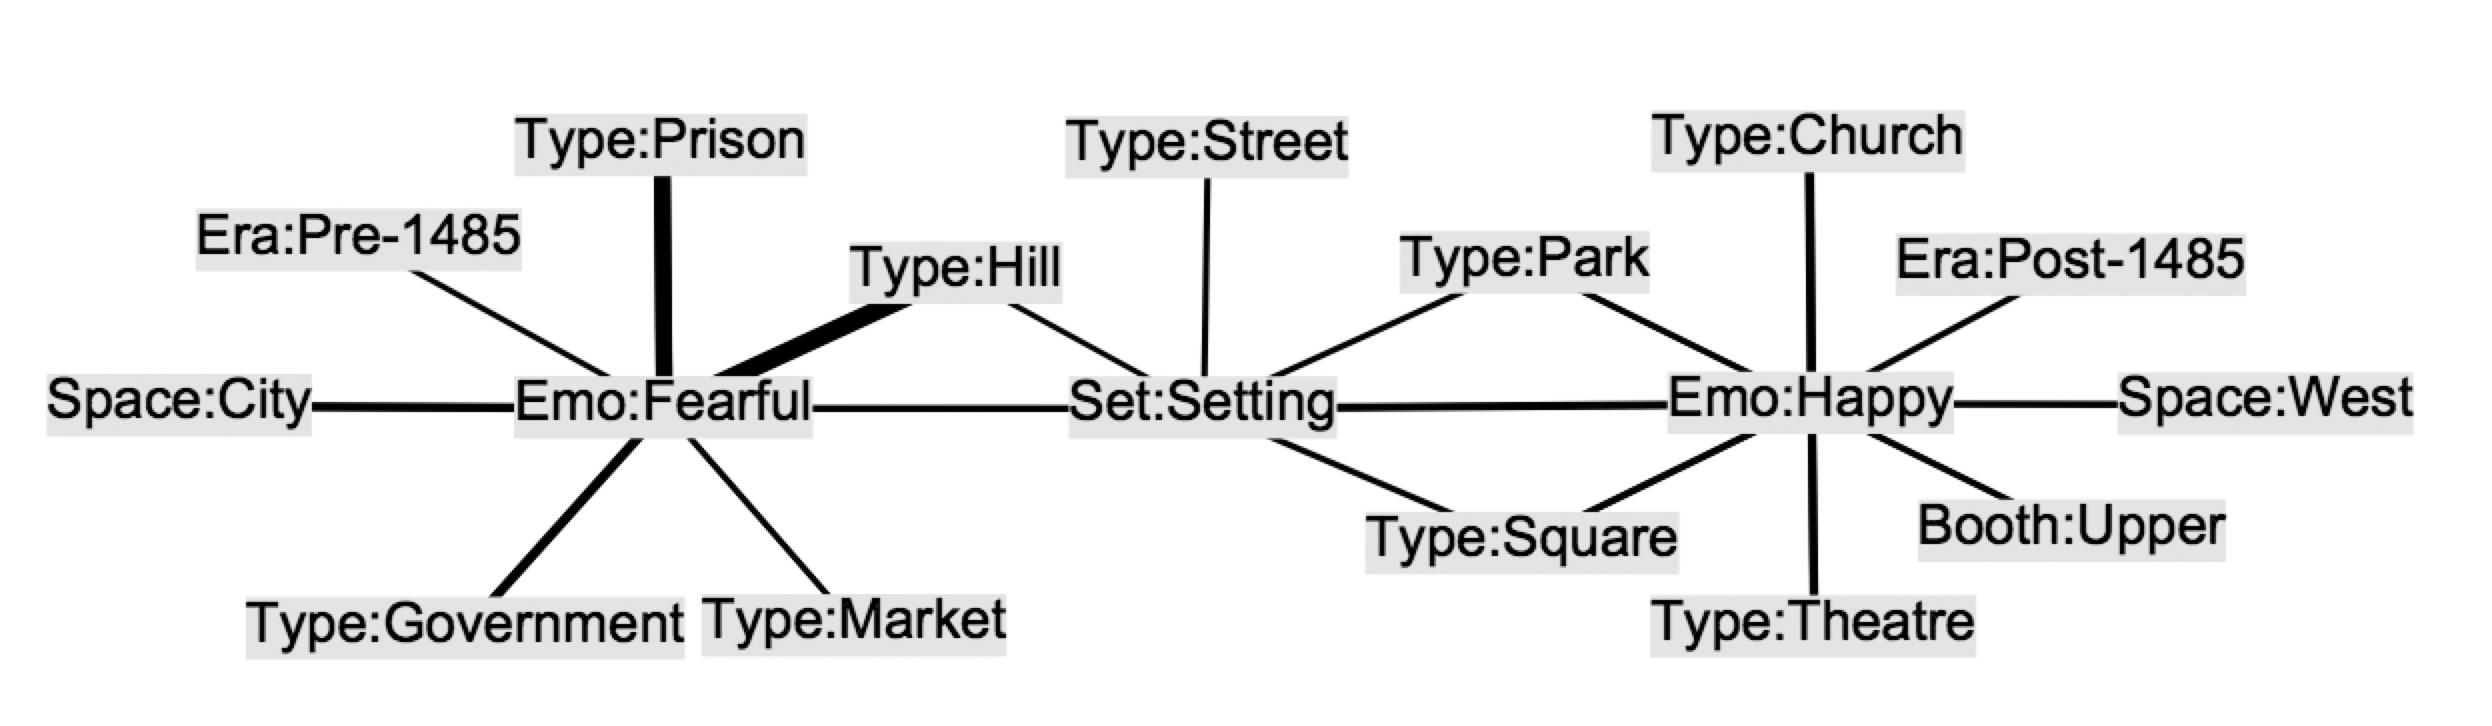 Type:Prison
Type:Street
Type:Church
Era:Pre-1485
Type:Hill
Type:Park
Era:Post-1485
Space:City
Emo:Fearful
Set:Setting
Emo:Happy
Space:West
Type:Square
Booth:Upper
Type:Government
Type:Market
Type:Theatre